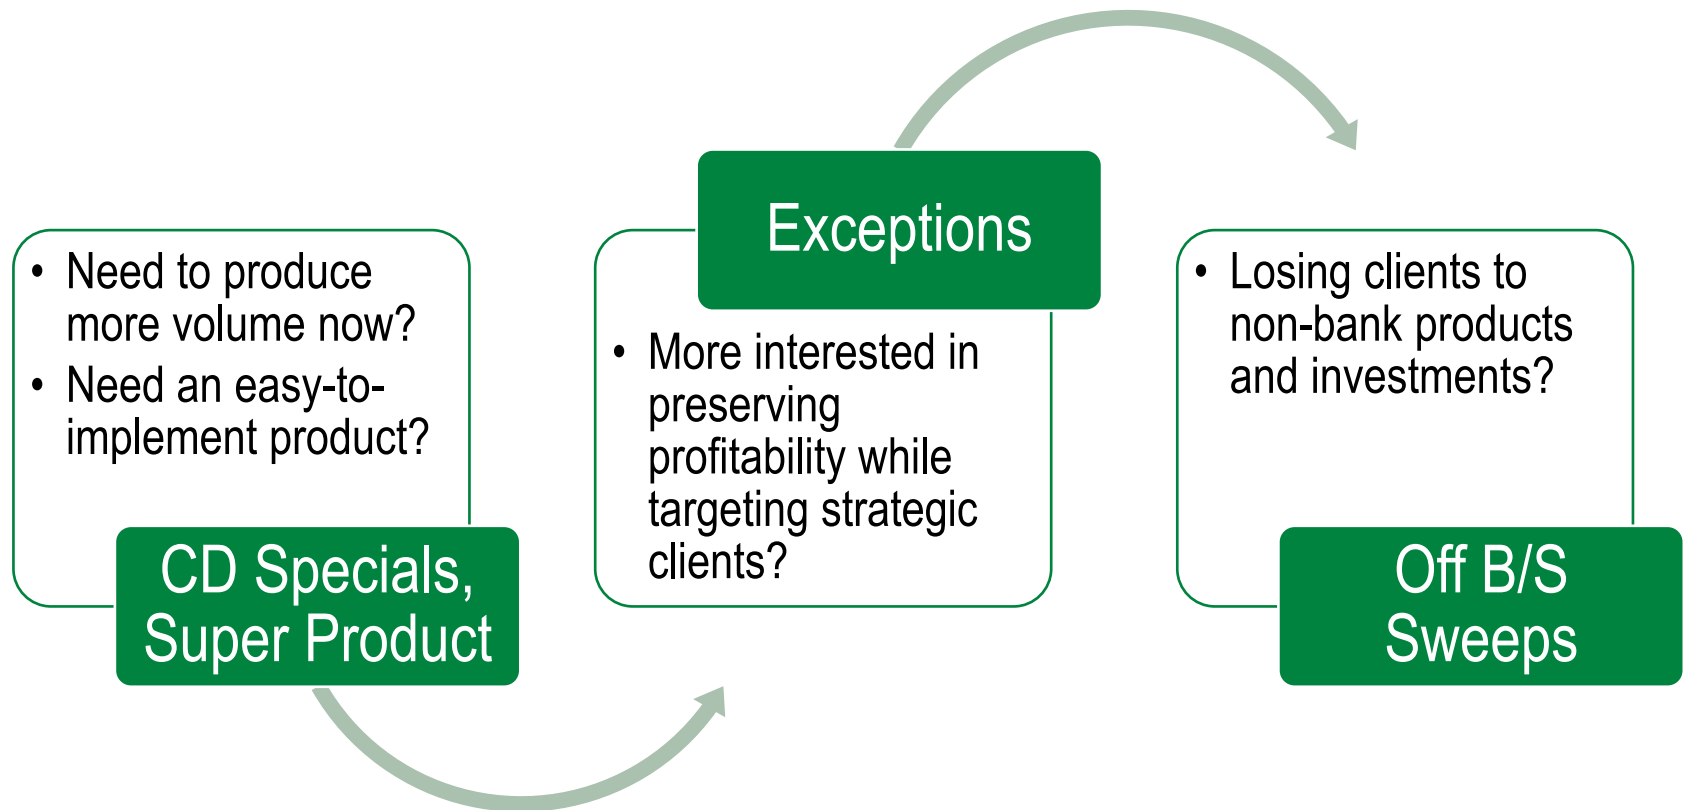 • Need to produce
more volume now?
• Need an easy-to-
implement product?
CD Specials,
Super Product
Exceptions
• More interested in
preserving
profitability while
targeting strategic
clients?
• Losing clients to
non-bank products
and investments?
Off B/S
Sweeps